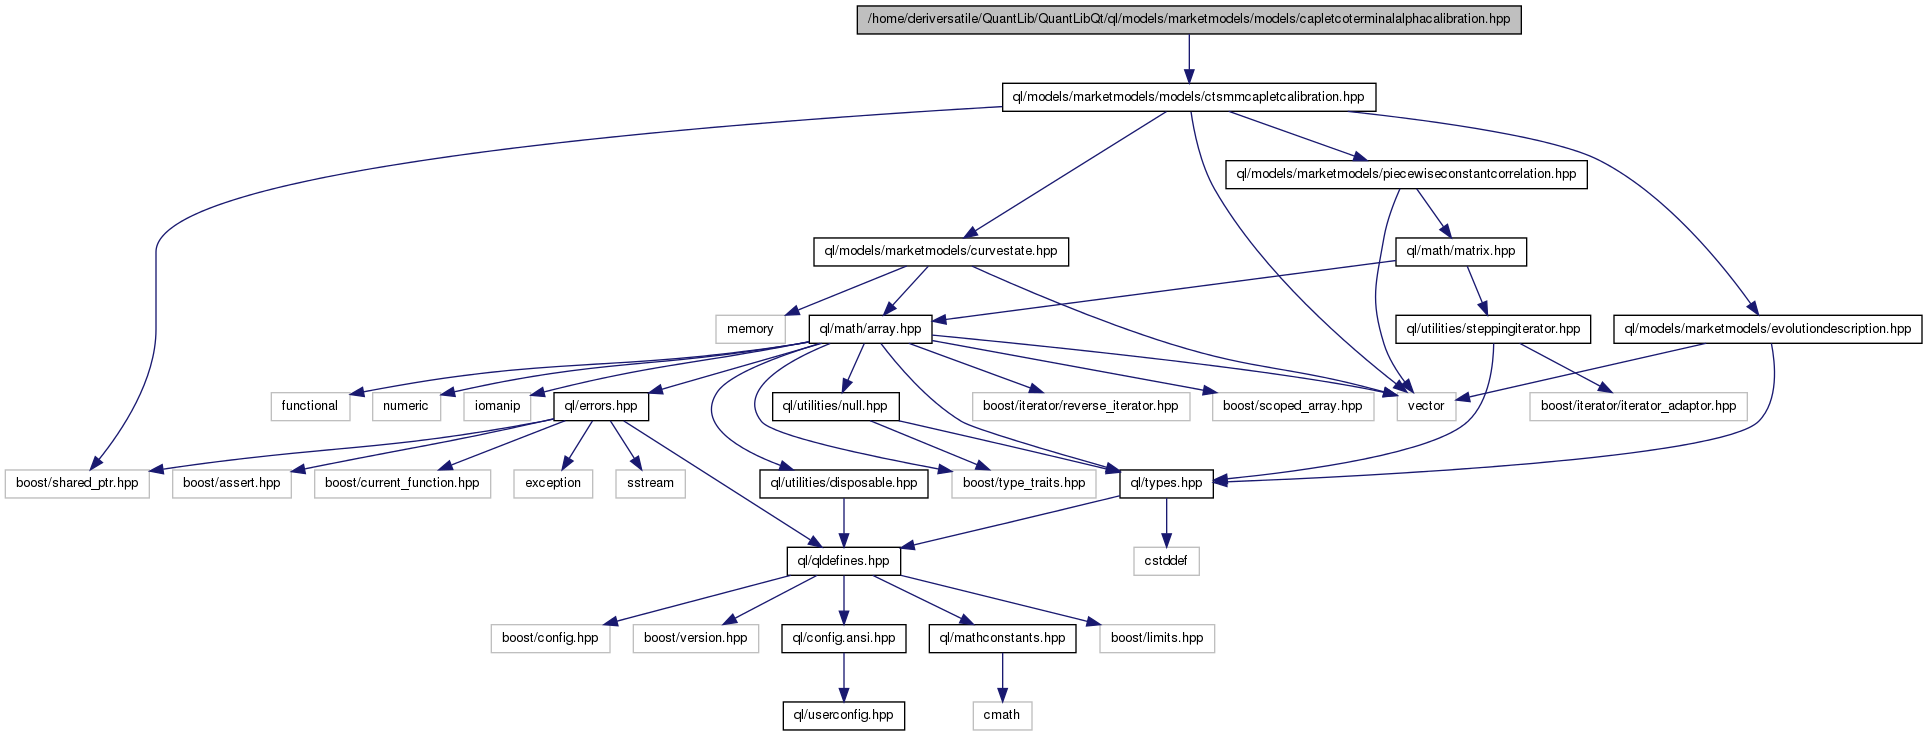 /home/deriversatile/QuantLib/QuantLibQt/ql/models/marketmodels/models/capletcoterminalalphacalibration.hpp
ql/models/marketmodels/models/ctsmmcapletcalibration.hpp
ql/models/marketmodels/piecewiseconstantcorrelation.hpp
ql/models/marketmodels/curvestate.hpp
ql/math/matrix.hpp
memory
ql/math/array.hpp
ql/utilities/steppingiterator.hpp
ql/models/marketmodels/evolutiondescription.hpp
functional
numeric
iomanip
ql/errors.hpp
ql/utilities/null.hpp
boost/iterator/reverse_iterator.hpp
boost/scoped_array.hpp
vector
boost/iterator/iterator_adaptor.hpp
boost/shared_ptr.hpp
boost/assert.hpp
boost/current_function.hpp
exception
sstream
ql/utilities/disposable.hpp
boost/type_traits.hpp
ql/types.hpp
ql/qldefines.hpp
cstddef
boost/config.hpp
boost/version.hpp
ql/config.ansi.hpp
ql/mathconstants.hpp
boost/limits.hpp
ql/userconfig.hpp
cmath